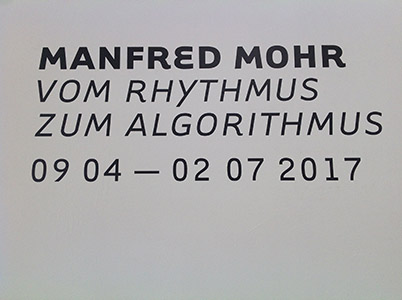 MANFRED MOHR
VOM RHYTHMUS
ZUM ALGORITHMUS
09 04 — 02 07 2017